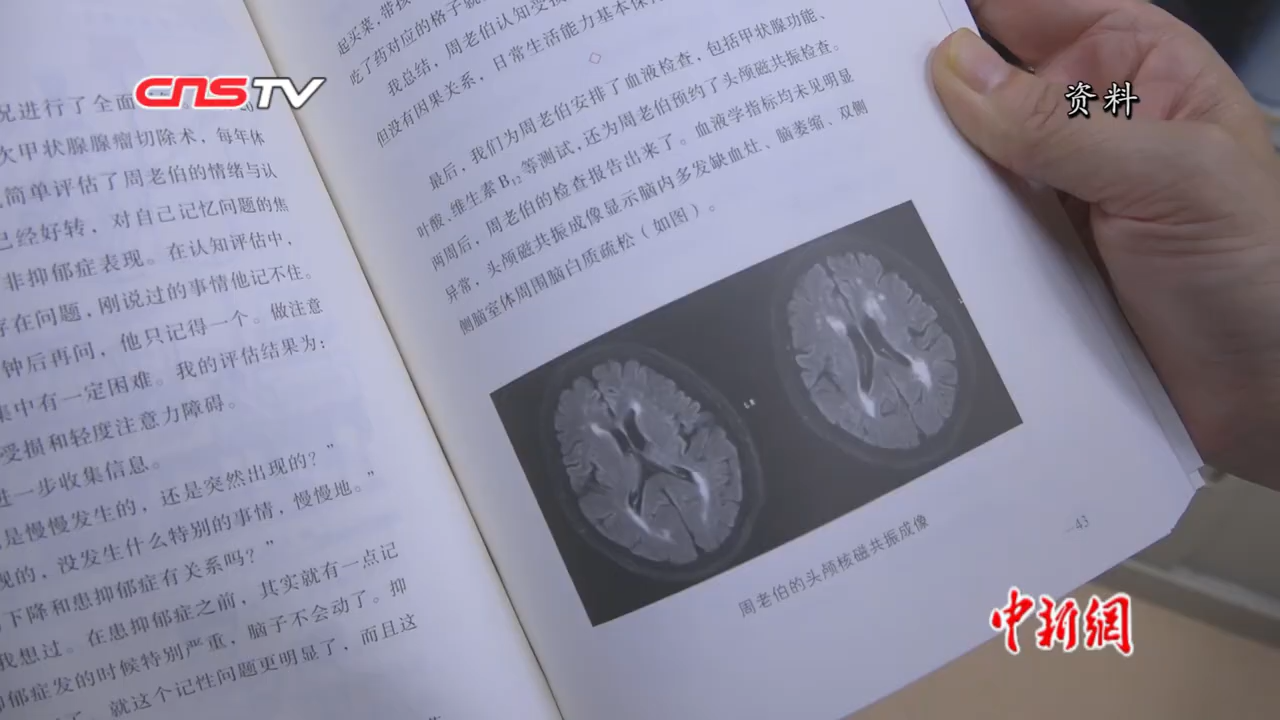 CNSTV
资料
况进行了全面
次甲状腺腺瘤切除术，每年体
简单评估了周老伯的情绪与认
已经好转，对自己记忆问题的焦
非抑郁症表现。在认知评估中，
存在问题，刚说过的事情他记不住。
钟后再问，他只记得一个。做注意
集中有一定困难。我的评估结果为：
受损和轻度注意力障碍。
进一步收集信息。
是慢慢发生的，还是突然出现的？”
现的，没发生什么特别的事情，慢慢地。”
下降和患抑郁症有关系吗？”
我想过。在患抑郁症之前，其实就有一点记
抑郁症发的时候特别严重，脑子不会动了。抑
就这个记性问题更明显了，而且这
起买菜、带孩
吃了药对应的格子就
我总结，周老伯认知受损
但没有因果关系，日常生活能力基本保
最后，我们为周老伯安排了血液检查，包括甲状腺功能、
叶酸、维生素B12等测试，还为周老伯预约了头颅磁共振检查。
两周后，周老伯的检查报告出来了。血液学指标均未见明显
异常，头颅磁共振成像显示脑内多发缺血灶、脑萎缩、双侧
侧脑室体周围脑白质疏松（如图）。
周老伯的头颅核磁共振成像
43
中新網